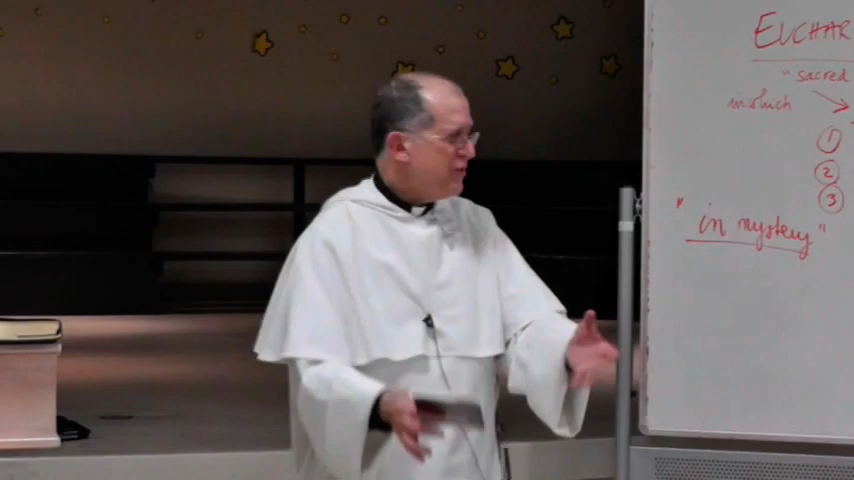 EUCHAR
"sacred
in which
①
②
③
"in mystery"